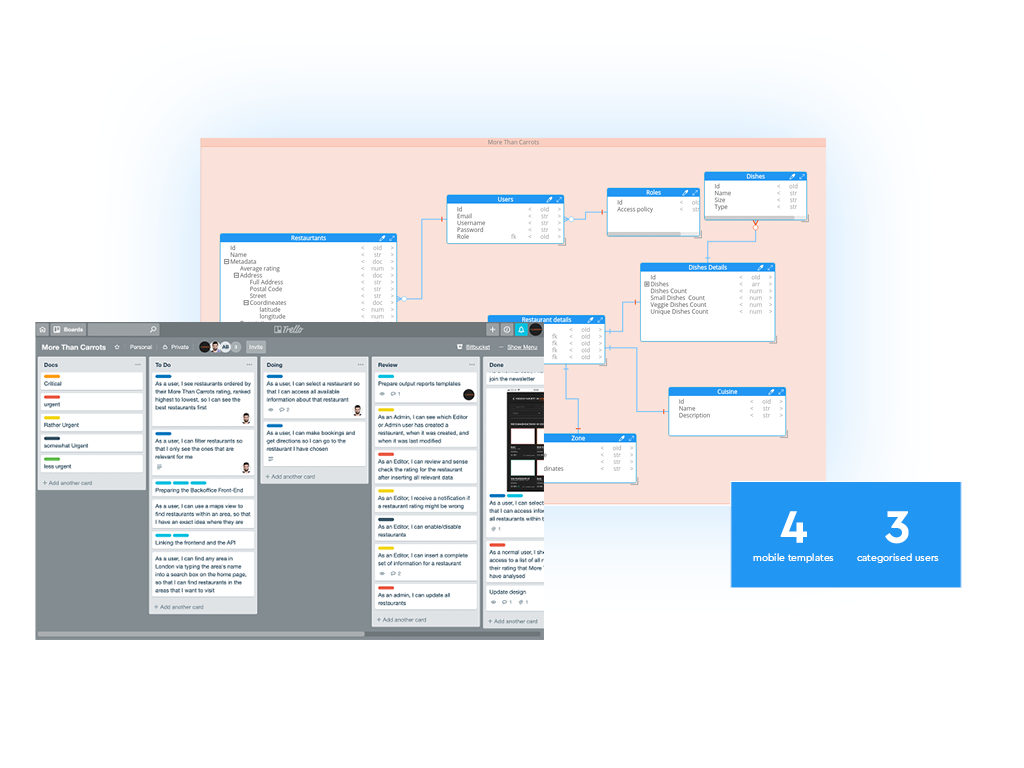 More Than Carrots
Dishes
Id < old >
Name < str >
Size < str >
Type < str >
Roles
Id < old
Access policy < str
Users
Id < old >
Email < str >
Username < str >
Password < str >
Role fk < old >
Restaurtants
Id < old >
Name < str >
Metadata < doc >
Average rating < num >
Address < doc >
Full Address < str >
Postal Code < str >
Street < str >
Coordineates < doc >
latitude < num >
longitude < num >
Dishes Details
Id < old >
Dishes < arr >
Dishes Count < num >
Small Dishes Count < num >
Veggie Dishes Count < num >
Unique Dishes Count < num >
Restaurant details
< old >
fk < old >
fk < old >
fk < old >
fk < old >
Cuisine
Id < old >
Name < str >
Description < str >
Zone
< old >
e < str >
< str >
dinates < str >
Boards
Trello
More Than Carrots
Personal
Private
AB
Invite
Bitbucket
Show Menu
Docs
Critical
urgent
Rather Urgent
somewhat Urgent
less urgent
+ Add another card
To Do
As a user, I see restaurants ordered by
their More Than Carrots rating, ranked
highest to lowest, so I can see the
best restaurants first
As a user, I can filter restaurants so
that I only see the ones that are
relevant for me
Preparing the Backoffice Front-End
As a user, I can use a maps view to
find restaurants within an area, so that
I have an exact idea where they are
Linking the frontend and the API
As a user, I can find any area in
London via typing the area's name
into a search box on the home page,
so that I can find restaurants in the
areas that I want to visit
+ Add another card
Doing
As a user, I can select a restaurant so
that I can access all available
information about that restaurant
2
As a user, I can make bookings and
get directions so I can go to the
restaurant I have chosen
+ Add another card
Review
Prepare output reports templates
1
As an Admin, I can see which Editor
or Admin user has created a
restaurant, when it was created, and
when it was last modified
As an Editor, I can review and sense
check the rating for the restaurant
after inserting all relevant data
As an Editor, I receive a notification if
a restaurant rating might be wrong
As an Editor, I can enable/disable
restaurants
As an Editor, I can insert a complete
set of information for a restaurant
2
As an admin, I can update all
restaurants
+ Add another card
Done
join the newsletter
As a user, I can select
that I can access infor
all restaurants within t
1
As a normal user, I sh
access to a list of all r
their rating that More
have analysed
Update design
1 1
+ Add another card
4
mobile templates
3
categorised users